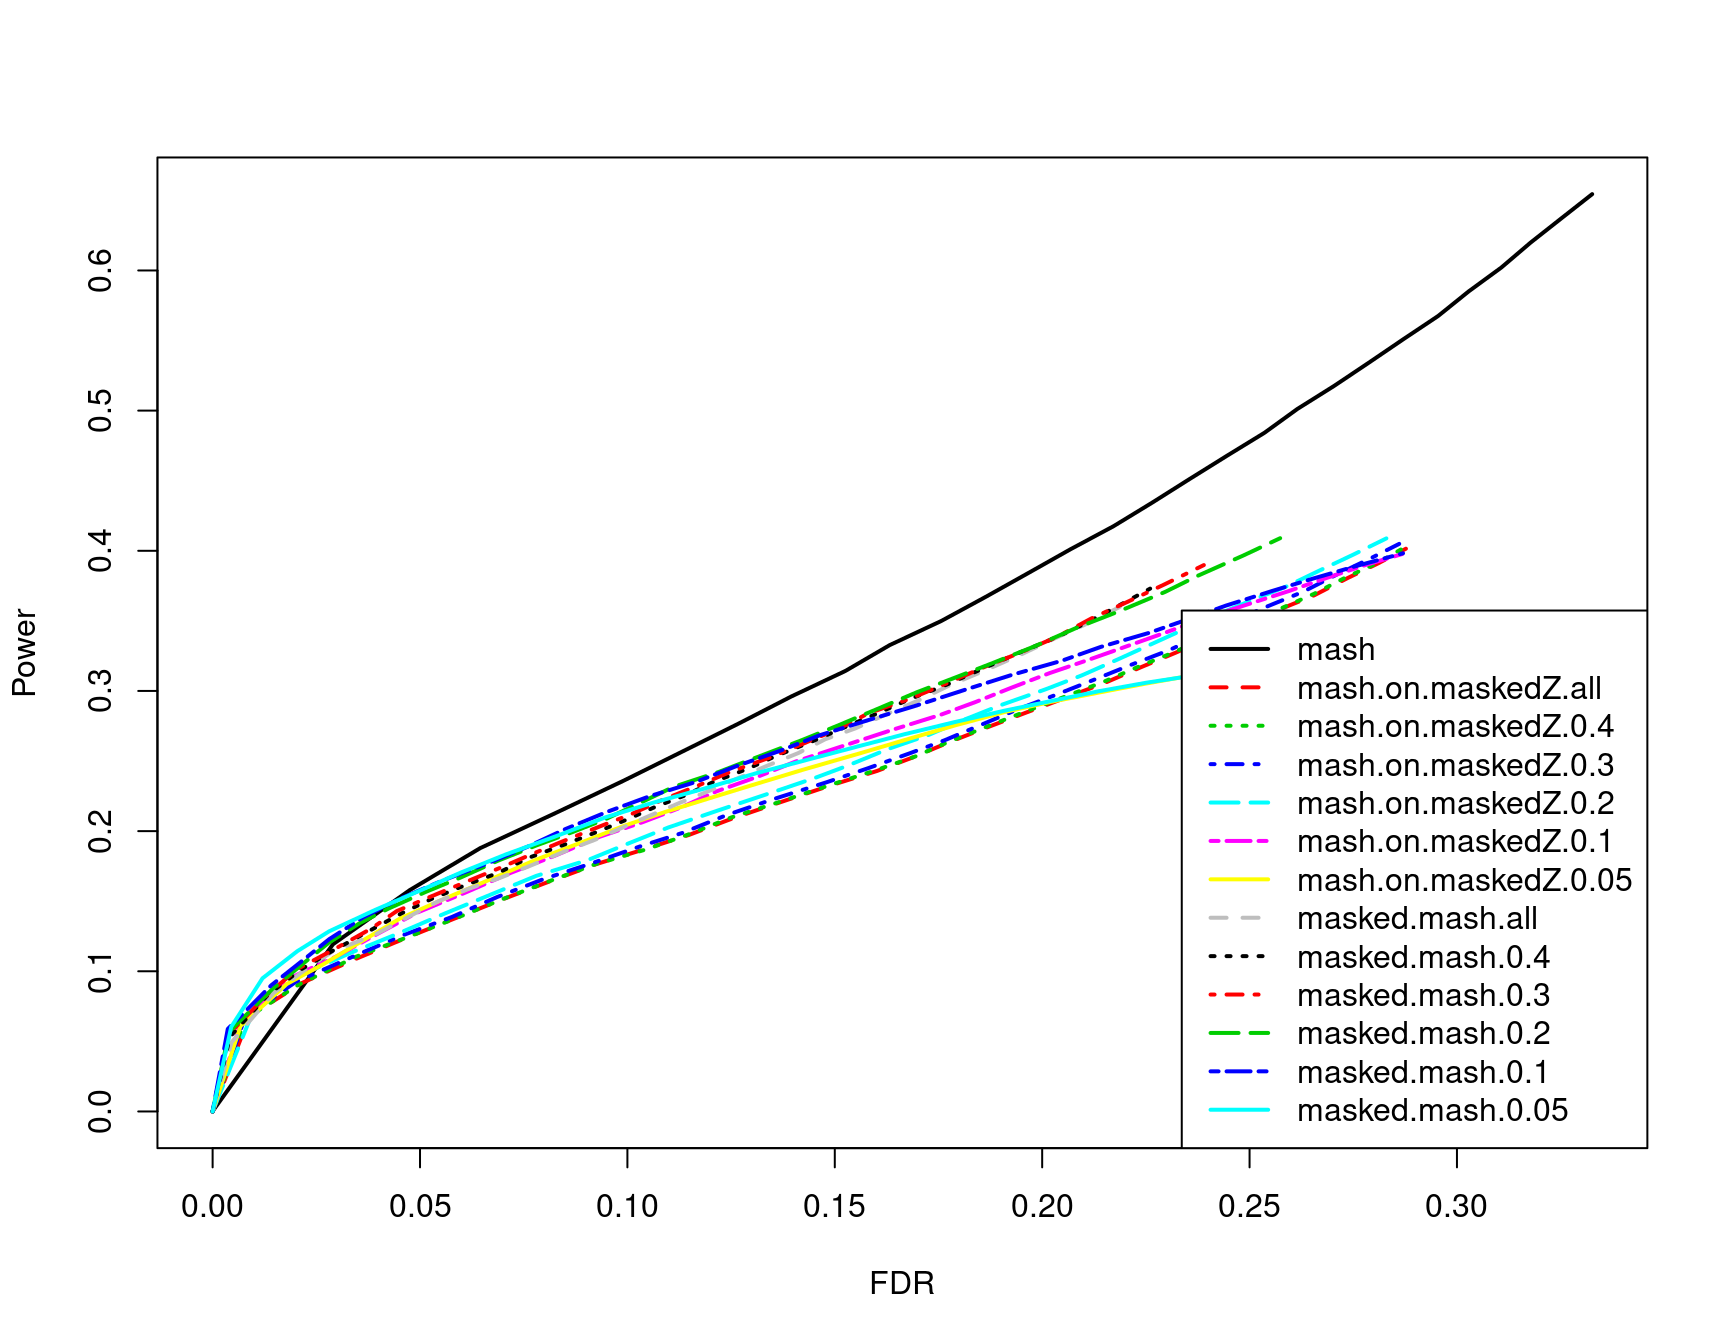 0.6
0.5
0.4
0.3
0.2
0.1
0.0
Power
mash
mash.on.maskedZ.all
mash.on.maskedZ.0.4
mash.on.maskedZ.0.3
mash.on.maskedZ.0.2
mash.on.maskedZ.0.1
mash.on.maskedZ.0.05
masked.mash.all
masked.mash.0.4
masked.mash.0.3
masked.mash.0.2
masked.mash.0.1
masked.mash.0.05
0.00 0.05 0.10 0.15 0.20 0.25 0.30
FDR